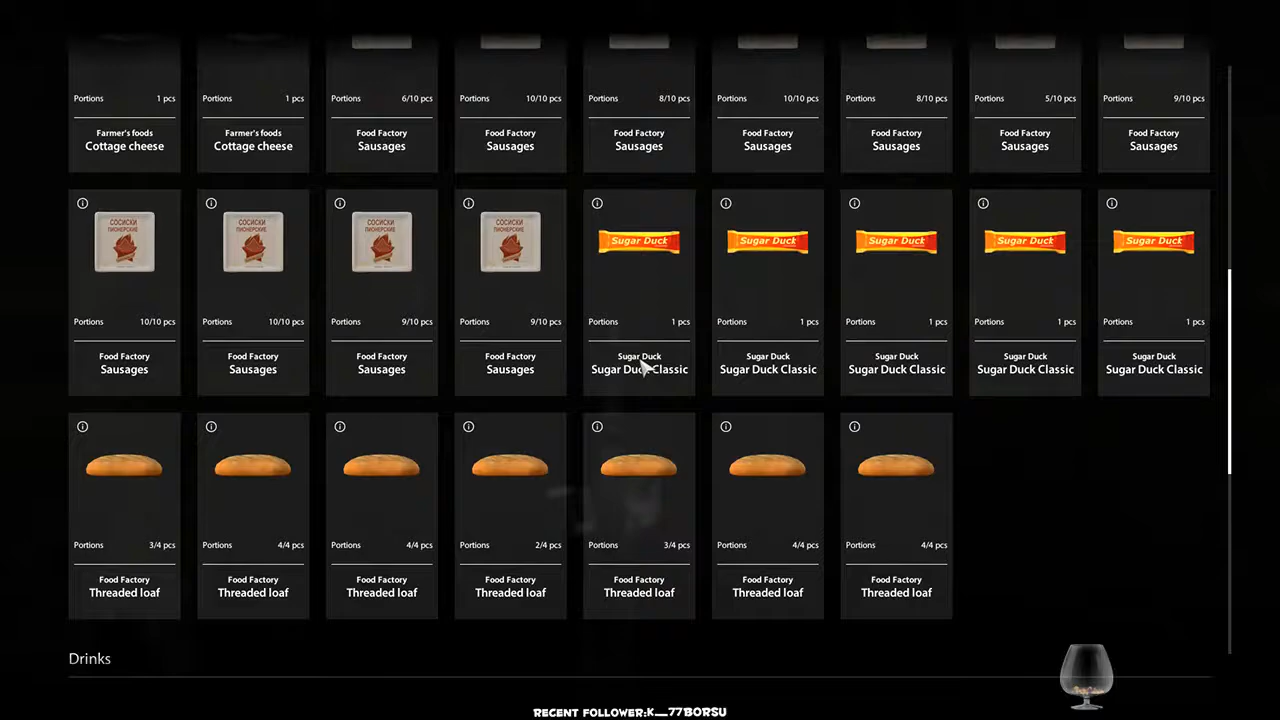 Portions 1 pcs Portions 1 pcs Portions 6/10 pcs Portions 10/10 pcs Portions 8/10 pcs Portions 10/10 pcs Portions 8/10 pcs Portions 5/10 pcs Portions 9/10 pcs
Farmer's foods Farmer's foods Food Factory Food Factory Food Factory Food Factory Food Factory Food Factory Food Factory
Cottage cheese Cottage cheese Sausages Sausages Sausages Sausages Sausages Sausages Sausages
СОСИСКИ СОСИСКИ СОСИСКИ СОСИСКИ
ПИОНЕРСКИЕ ПИОНЕРСКИЕ ПИОНЕРСКИЕ ПИОНЕРСКИЕ
Sugar Duck Sugar Duck Sugar Duck Sugar Duck Sugar Duck
Portions 10/10 pcs Portions 10/10 pcs Portions 9/10 pcs Portions 9/10 pcs Portions 1 pcs Portions 1 pcs Portions 1 pcs Portions 1 pcs Portions 1 pcs
Food Factory Food Factory Food Factory Food Factory Sugar Duck Sugar Duck Sugar Duck Sugar Duck Sugar Duck
Sausages Sausages Sausages Sausages Sugar Duck Classic Sugar Duck Classic Sugar Duck Classic Sugar Duck Classic Sugar Duck Classic
Portions 3/4 pcs Portions 4/4 pcs Portions 4/4 pcs Portions 2/4 pcs Portions 3/4 pcs Portions 4/4 pcs Portions 4/4 pcs
Food Factory Food Factory Food Factory Food Factory Food Factory Food Factory Food Factory
Threaded loaf Threaded loaf Threaded loaf Threaded loaf Threaded loaf Threaded loaf Threaded loaf
Drinks
RECENT FOLLOWER:K__77BORSU